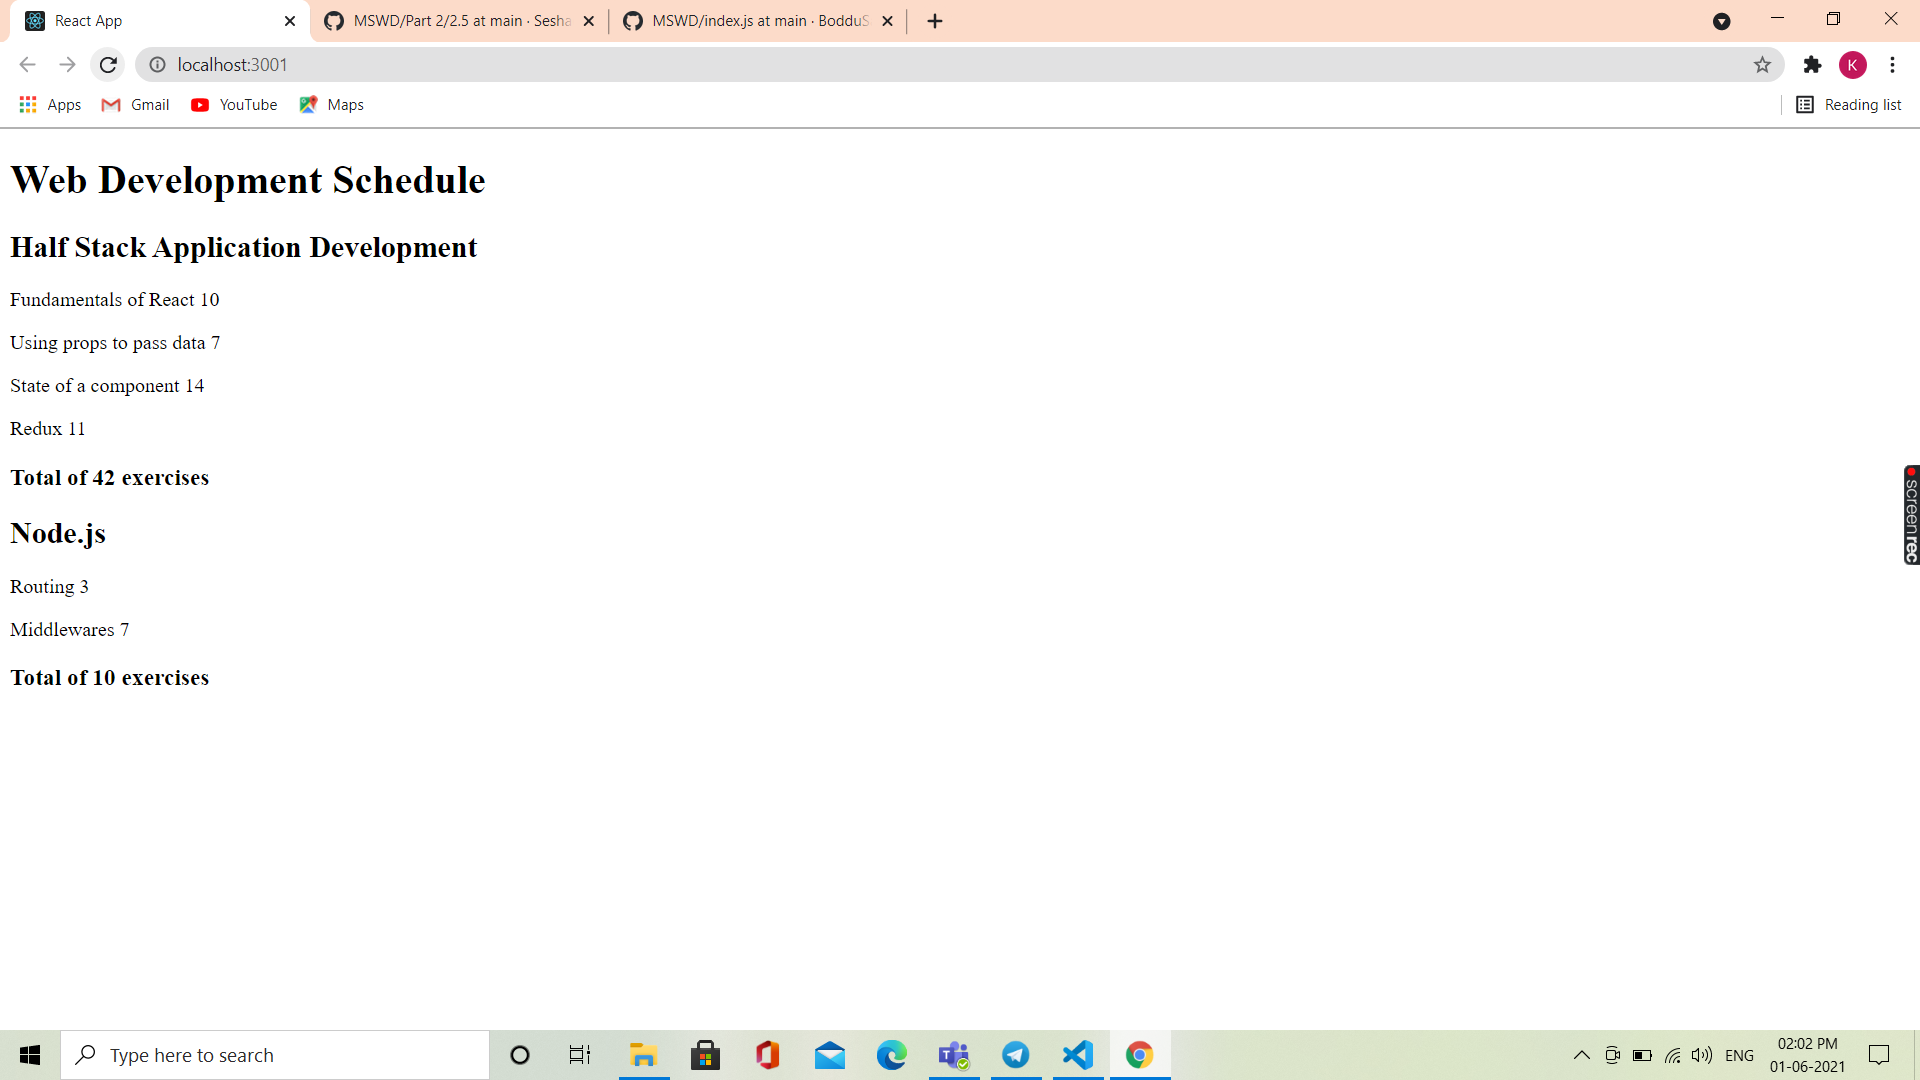 React App
MSWD/Part 2/2.5 at main · Sesha
MSWD/index.js at main · BodduS
localhost:3001
K
Apps
Gmail
YouTube
Maps
Reading list
Web Development Schedule
Half Stack Application Development
Fundamentals of React 10
Using props to pass data 7
State of a component 14
Redux 11
Total of 42 exercises
Node.js
Routing 3
Middlewares 7
Total of 10 exercises
screenrec
Type here to search
ENG
02:02 PM
01-06-2021